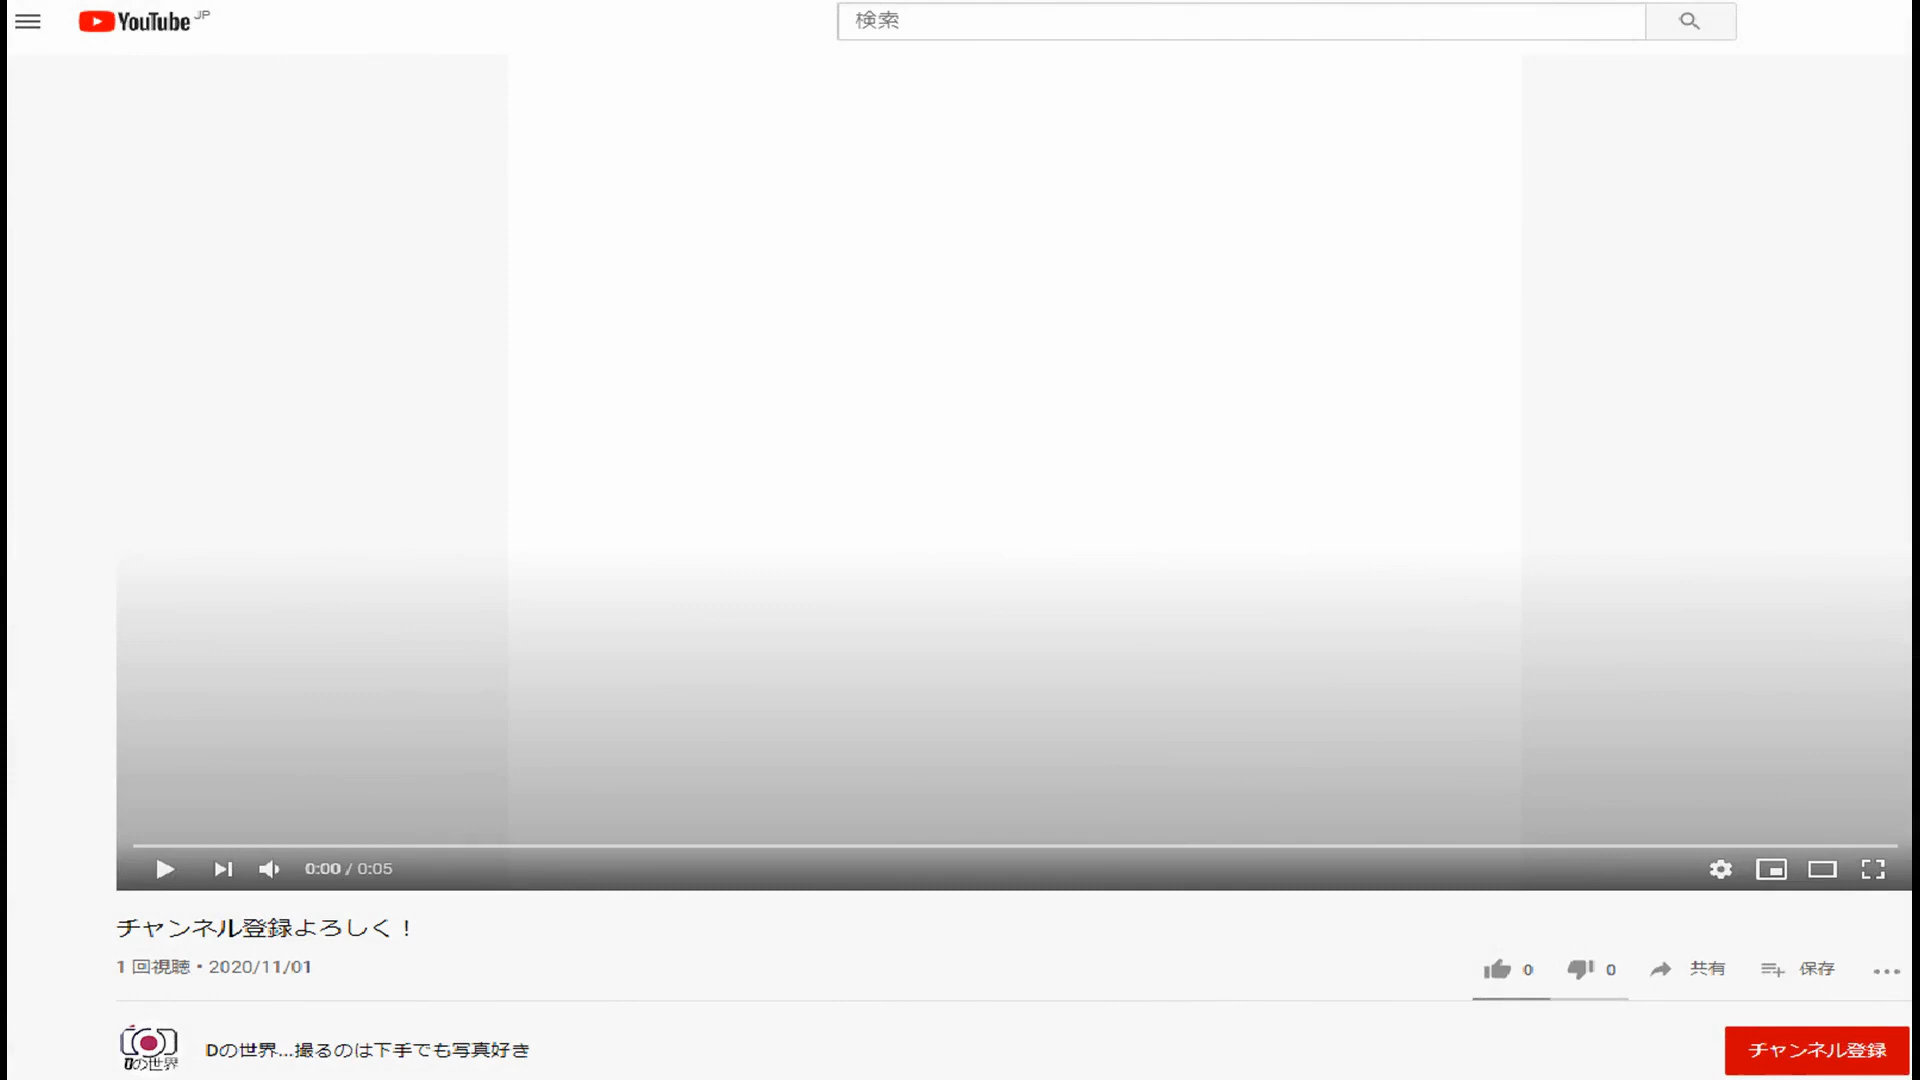 YouTube JP
検索
0:00 / 0:05
チャンネル登録よろしく！
1 回視聴・2020/11/01
0
0
共有
保存
Dの世界
Dの世界...撮るのは下手でも写真好き
チャンネル登録